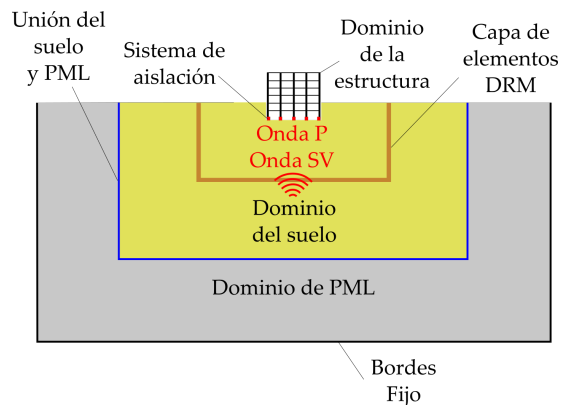 Unión del
suelo
y PML
Sistema de
aislación
Dominio
de la
estructura
Capa de
elementos
DRM
Onda P
Onda SV
Dominio
del suelo
Dominio de PML
Bordes
Fijo